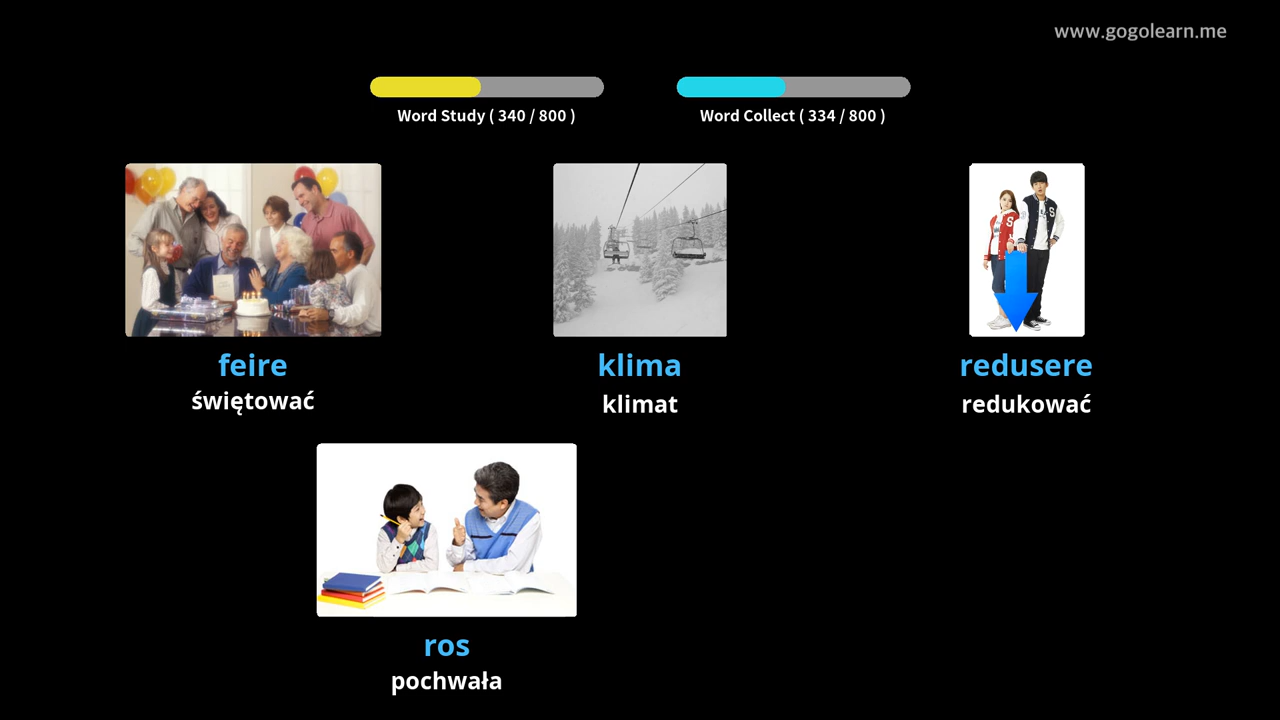 www.gogolearn.me
Word Study ( 340 / 800 )
Word Collect ( 334 / 800 )
feire
świętować
klima
klimat
redusere
redukować
ros
pochwała